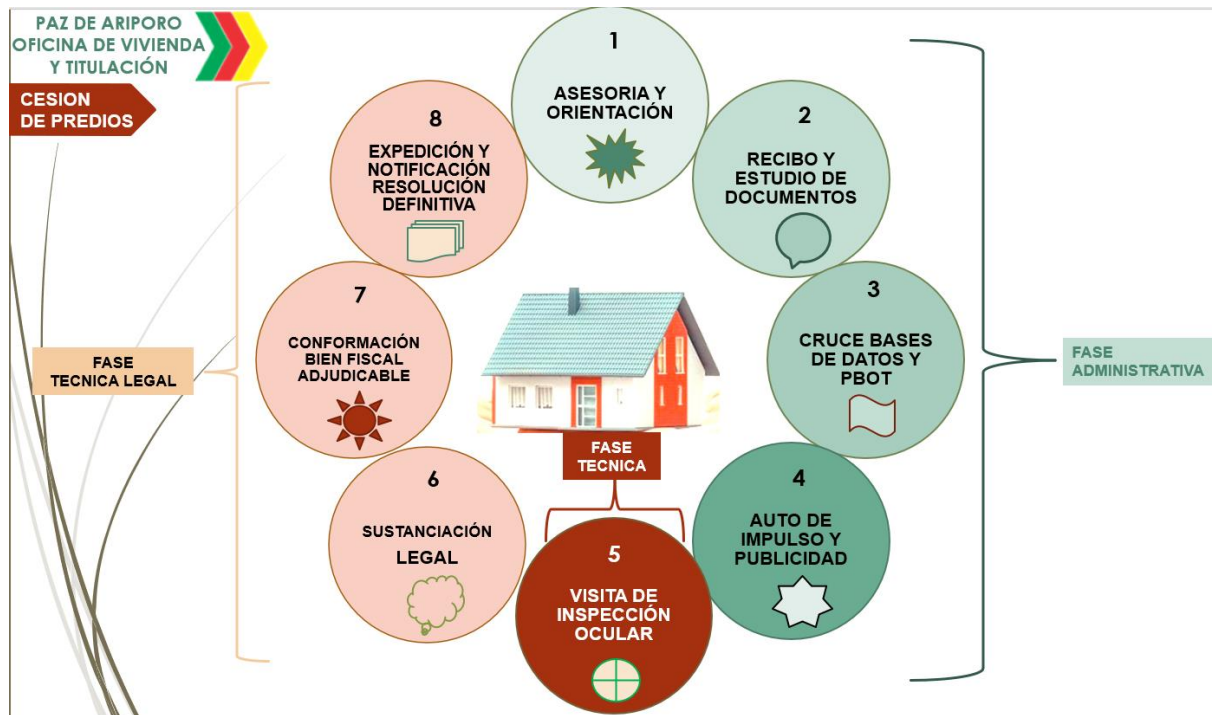 PAZ DE ARIPORO
OFICINA DE VIVIENDA
Y TITULACIÓN
CESION
DE PREDIOS
1
ASESORIA Y
ORIENTACIÓN
2
RECIBO Y
ESTUDIO DE
DOCUMENTOS
3
CRUCE BASES
DE DATOS Y
PBOT
4
AUTO DE
IMPULSO Y
PUBLICIDAD
FASE
ADMINISTRATIVA
FASE
TECNICA
5
VISITA DE
INSPECCIÓN
OCULAR
6
SUSTANCIACIÓN
LEGAL
7
CONFORMACIÓN
BIEN FISCAL
ADJUDICABLE
8
EXPEDICIÓN Y
NOTIFICACIÓN
RESOLUCIÓN
DEFINITIVA
FASE
TECNICA LEGAL